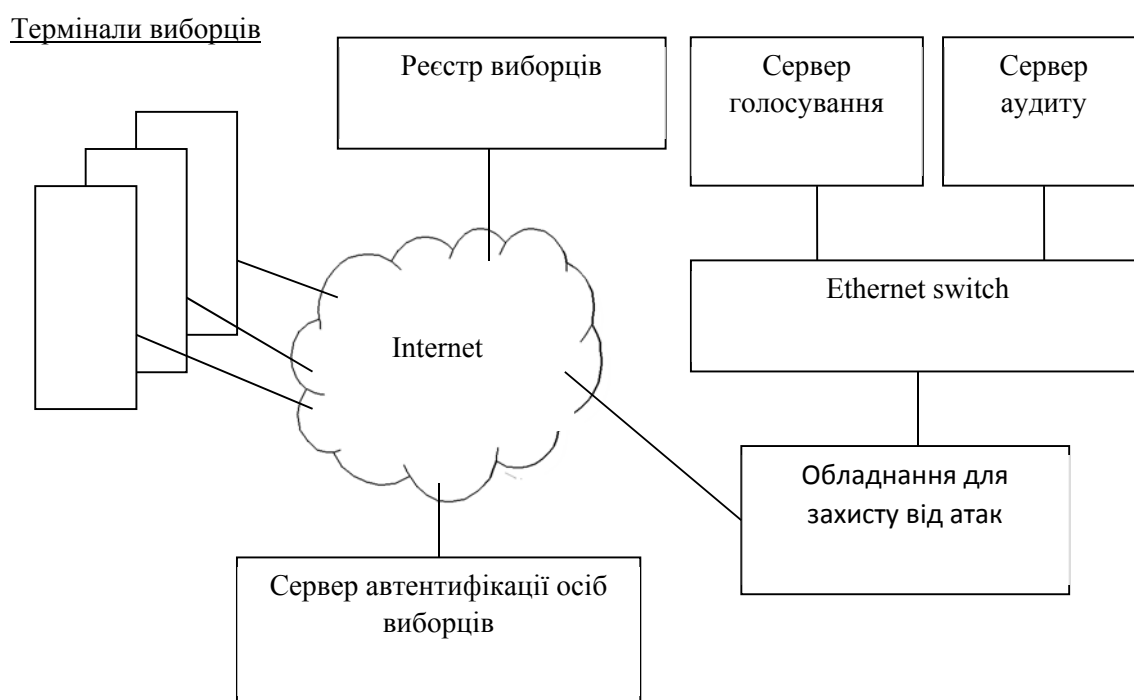 Термінали виборців
Реєстр виборців
Сервер
голосування
Сервер
аудиту
Ethernet switch
Internet
Обладнання для
захисту від атак
Сервер автентифікації осіб
виборців